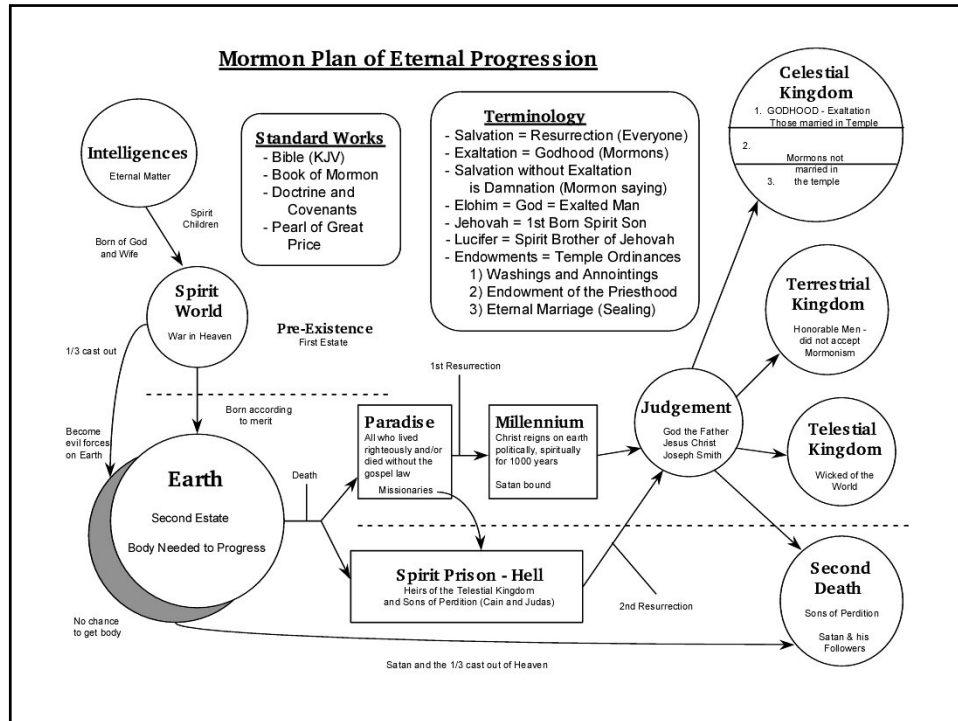 Mormon Plan of Eternal Progression
Intelligences
Eternal Matter
Spirit
Children
Born of God
and Wife
Spirit
World
War in Heaven
1/3 cast out
Become
evil forces
on Earth
Pre-Existence
First Estate
Born according
to merit
Standard Works
- Bible (KJV)
- Book of Mormon
- Doctrine and
Covenants
- Pearl of Great
Price
Terminology
- Salvation = Resurrection (Everyone)
- Exaltation = Godhood (Mormons)
- Salvation without Exaltation
is Damnation (Mormon saying)
- Elohim = God = Exalted Man
- Jehovah = 1st Born Spirit Son
- Lucifer = Spirit Brother of Jehovah
- Endowments = Temple Ordinances
1) Washings and Annointings
2) Endowment of the Priesthood
3) Eternal Marriage (Sealing)
Earth
Second Estate
Body Needed to Progress
No chance
to get body
Death
Paradise
All who lived
righteously and/or
died without the
gospel law
Missionaries
1st Resurrection
Millennium
Christ reigns on earth
politically, spiritually
for 1000 years
Satan bound
Spirit Prison - Hell
Heirs of the Telestial Kingdom
and Sons of Perdition (Cain and Judas)
2nd Resurrection
Judgement
God the Father
Jesus Christ
Joseph Smith
Celestial
Kingdom
1. GODHOOD - Exaltation
Those married in Temple
2.
Mormons not
married in
3. the temple
Terrestrial
Kingdom
Honorable Men -
did not accept
Mormonism
Telestial
Kingdom
Wicked of the
World
Second
Death
Sons of Perdition
Satan & his
Followers
Satan and the 1/3 cast out of Heaven